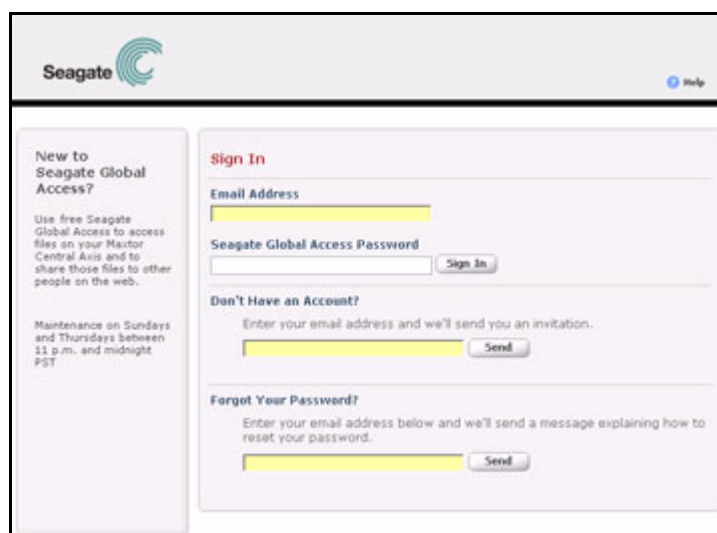 Seagate
Help
New to
Seagate Global
Access?
Use free Seagate
Global Access to access
files on your Maxtor
Central Axis and to
share those files to other
people on the web.
Maintenance on Sundays
and Thursdays between
11 p.m. and midnight
PST
Sign In
Email Address
Seagate Global Access Password
Sign In
Don't Have an Account?
Enter your email address and we'll send you an invitation.
Send
Forgot Your Password?
Enter your email address below and we'll send a message explaining how to
reset your password.
Send